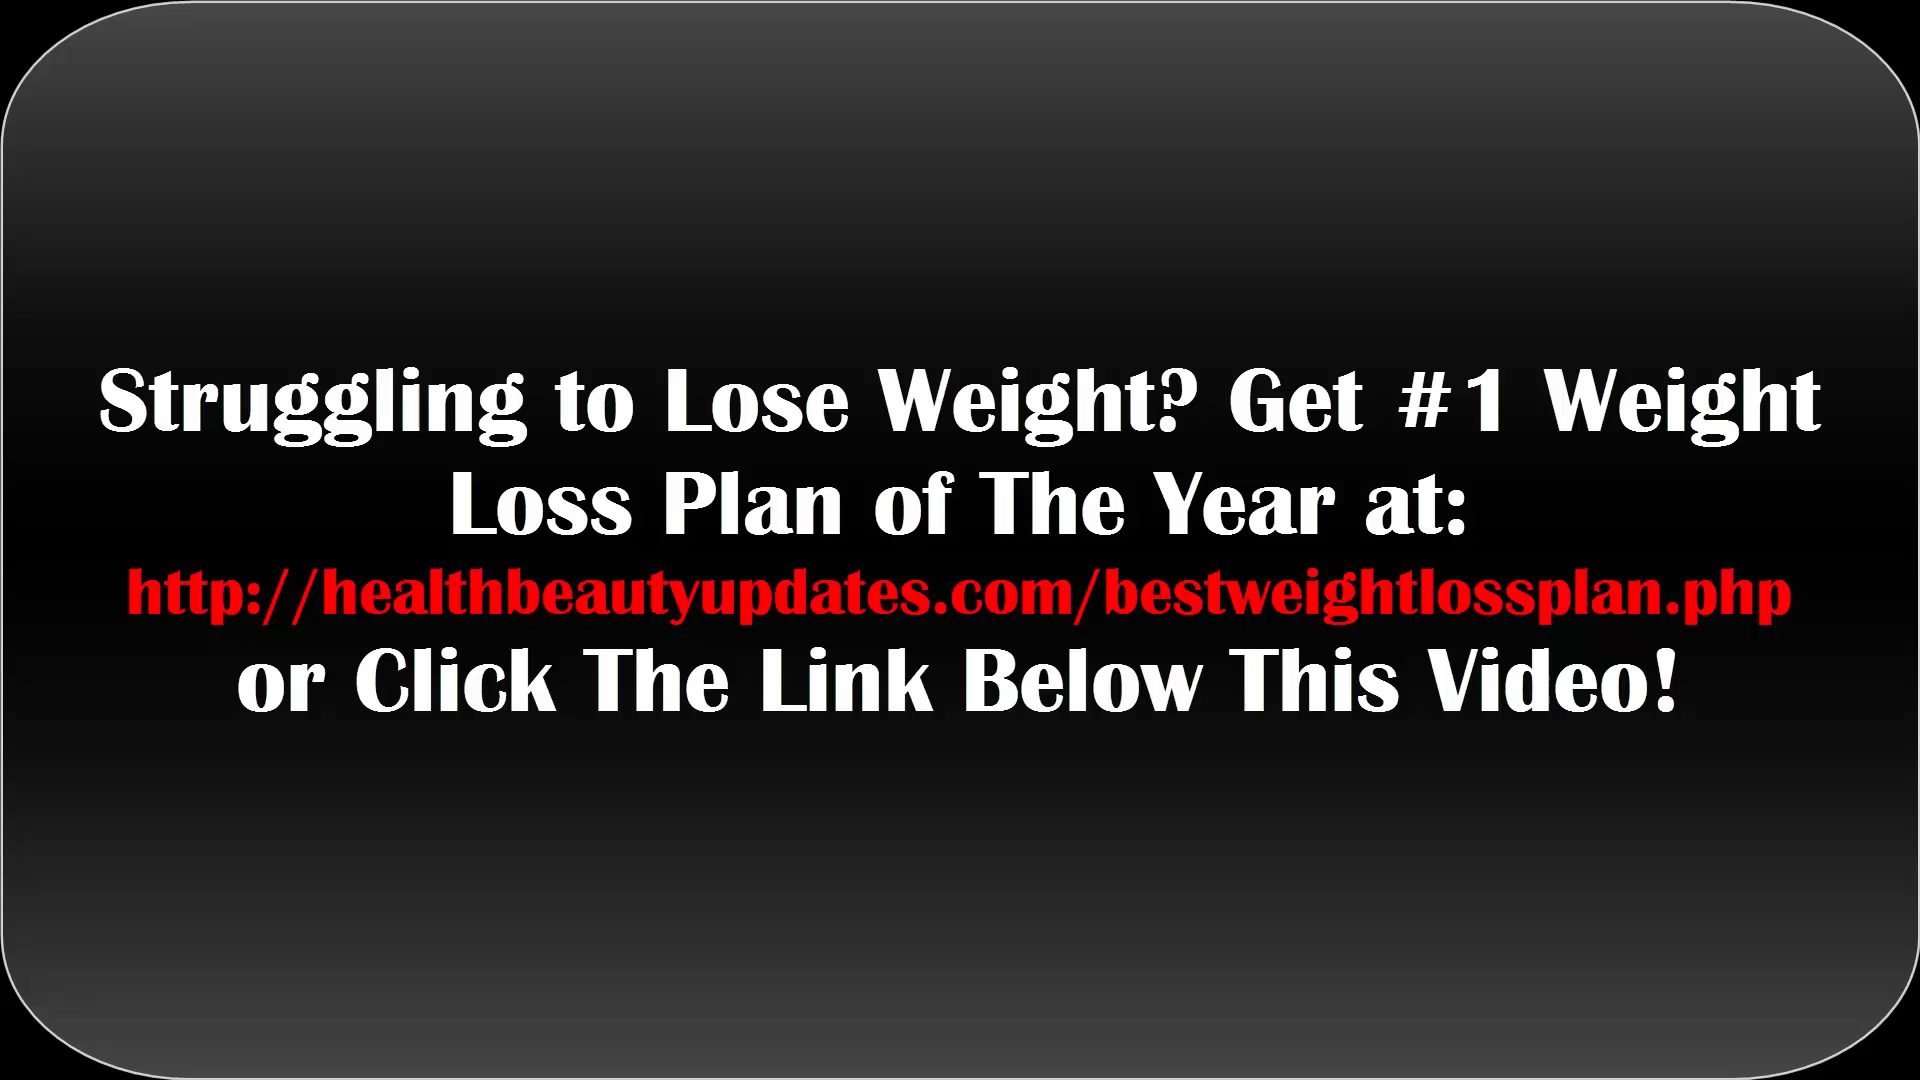 Struggling to Lose Weight? Get #1 Weight
Loss Plan of The Year at:
http://healthbeautyupdates.com/bestweightlossplan.php
or Click The Link Below This Video!